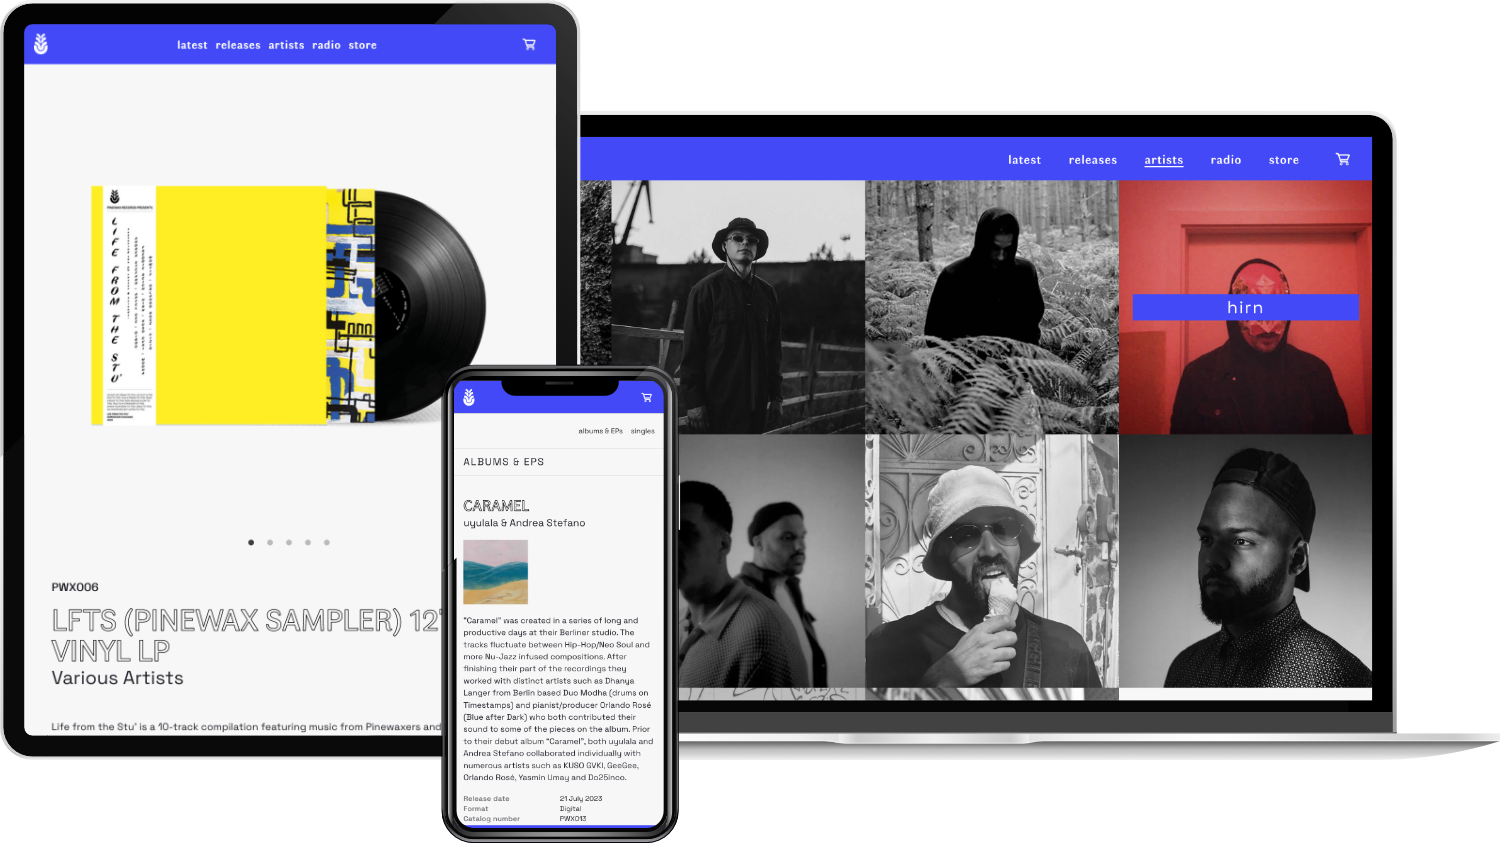 latest releases artists radio store
PINEWAX RECORDS PRESENTS
LIFE FROM THE STU'
PWX006
LFTS (PINEWAX SAMPLER) 12"
VINYL LP
Various Artists
Life from the Stu' is a 10-track compilation featuring music from Pinewaxers and
albums & EPs singles
ALBUMS & EPS
CARAMEL
uyulala & Andrea Stefano
"Caramel" was created in a series of long and
productive days at their Berliner studio. The
tracks fluctuate between Hip-Hop/Neo Soul and
more Nu-Jazz infused compositions. After
finishing their part of the recordings they
worked with distinct artists such as Dhanya
Langer from Berlin based Duo Modha (drums on
Timestamps) and pianist/producer Orlando Rosé
(Blue after Dark) who both contributed their
sound to some of the pieces on the album. Prior
to their debut album "Caramel", both uyulala and
Andrea Stefano collaborated individually with
numerous artists such as KUSO GVKI, GeeGee,
Orlando Rosé, Yasmin Umay and Do25inco.
Release date 21 July 2023
Format Digital
Catalog number PWX013
latest releases artists radio store
hirn